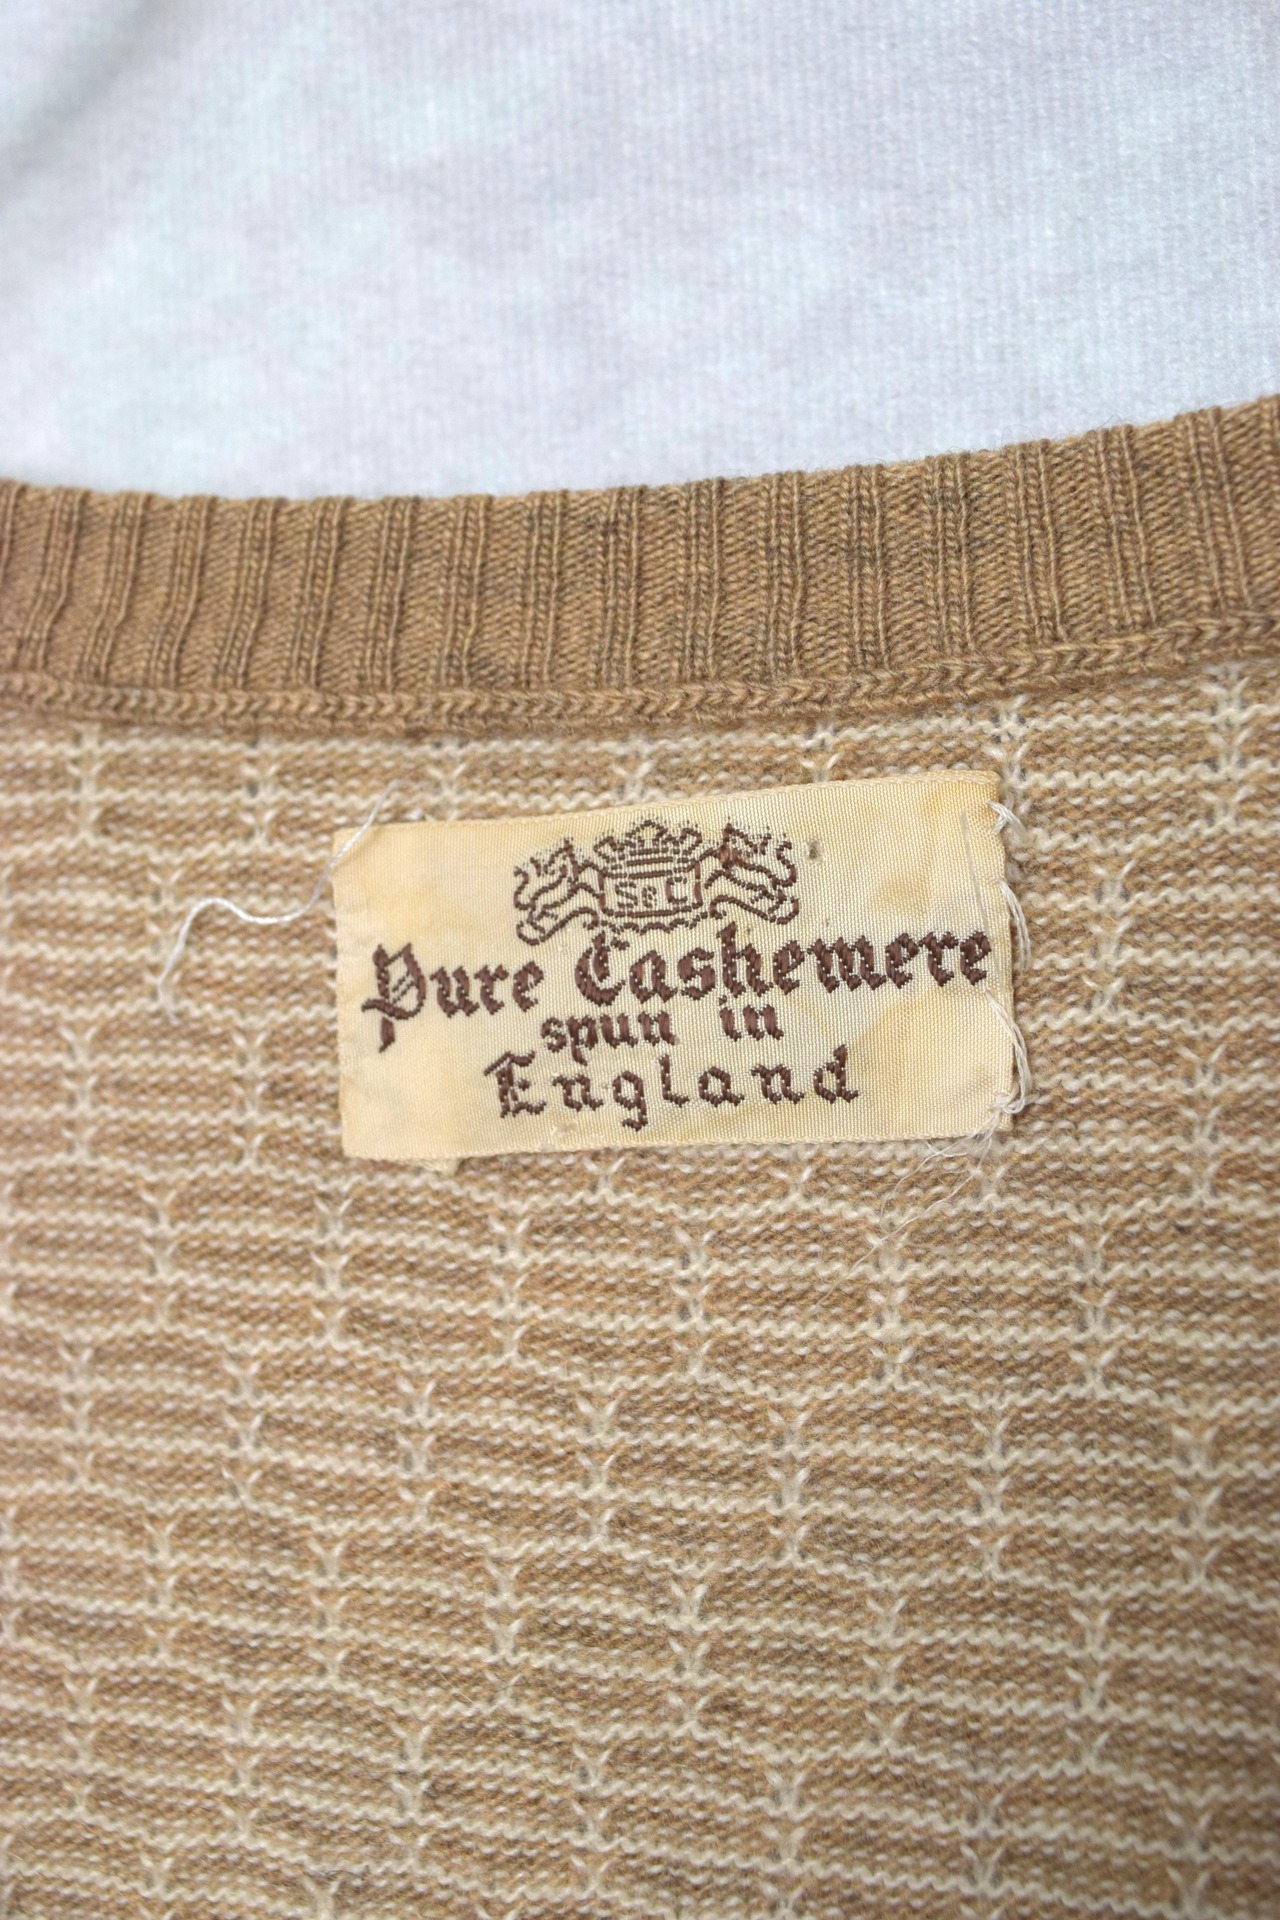 S&C
Pure Cashemere
spun in
England